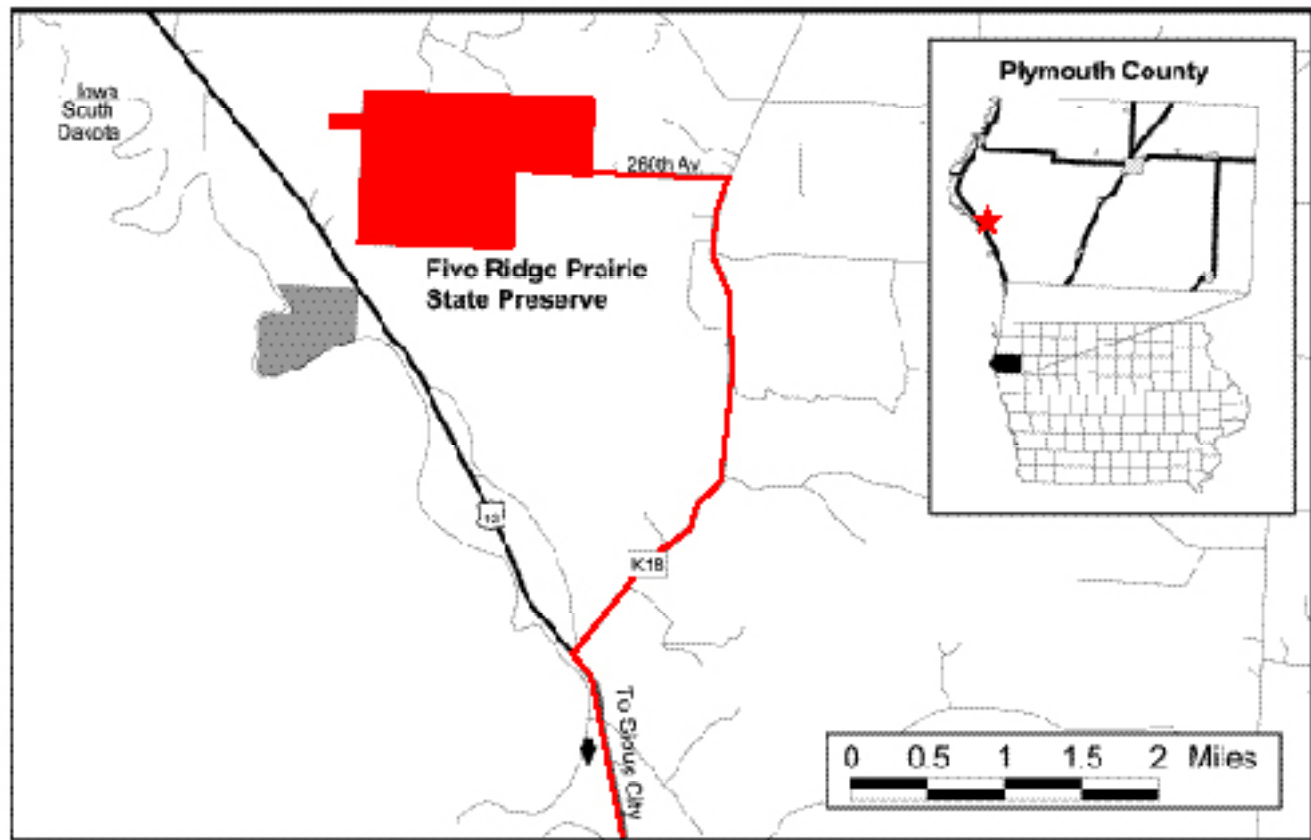 Iowa
South
Dakota
Plymouth County
260th Av.
Five Ridge Prairie
State Preserve
K18
To Sioux City
0 0.5 1 1.5 2 Miles